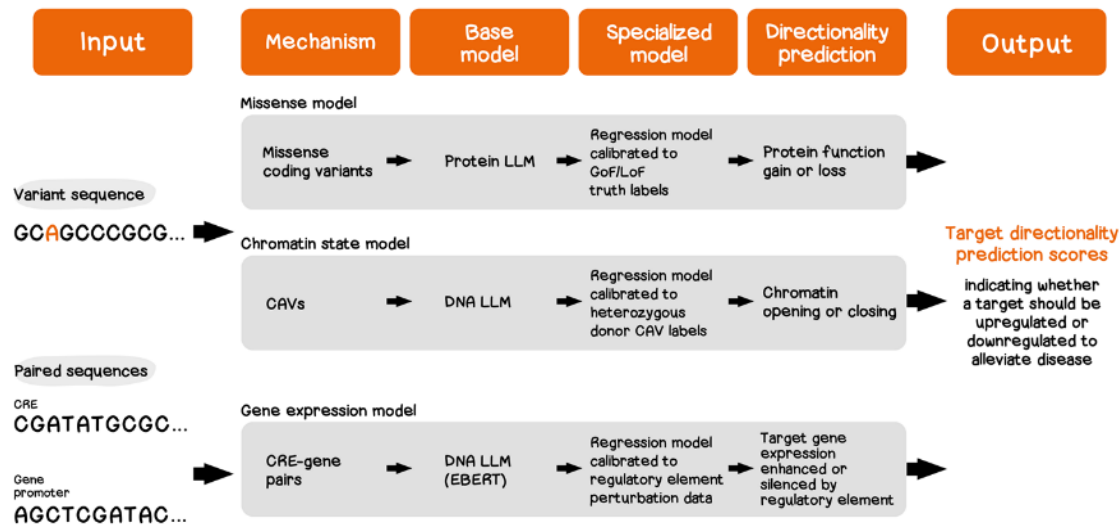 Input
Mechanism
Base
model
Specialized
model
Directionality
prediction
Output
Missense model
Missense
coding variants
Protein LLM
Regression model
calibrated to
GoF/LoF
truth labels
Protein function
gain or loss
Variant sequence
GCAGCCCGCG...
Chromatin state model
CAVs
DNA LLM
Regression model
calibrated to
heterozygous
donor CAV labels
Chromatin
opening or closing
Target directionality
prediction scores
indicating whether
a target should be
upregulated or
downregulated to
alleviate disease
Paired sequences
CRE
CGATATGCGC...
Gene
promoter
AGCTCGATAC...
Gene expression model
CRE-gene
pairs
DNA LLM
(EBERT)
Regression model
calibrated to
regulatory element
perturbation data
Target gene
expression
enhanced or
silenced by
regulatory element